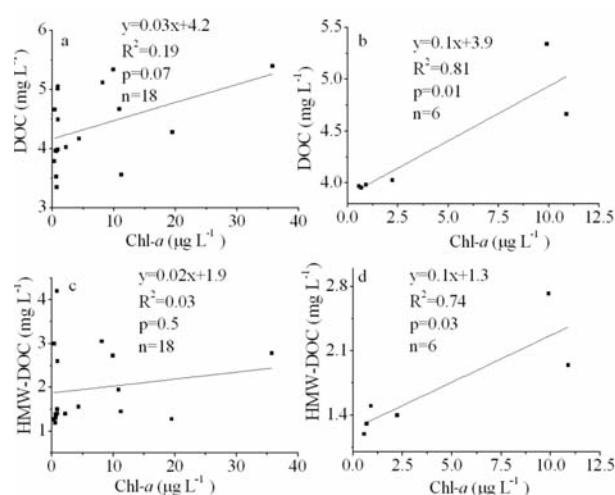 a
y=0.03x+4.2
R²=0.19
p=0.07
n=18
6
5
4
3
DOC (mg L⁻¹)
0 10 20 30 40
Chl-a (µg L⁻¹)
b
y=0.1x+3.9
R²=0.81
p=0.01
n=6
5.5
5.0
4.5
4.0
DOC (mg L⁻¹)
0.0 2.5 5.0 7.5 10.0 12.5
Chl-a (µg L⁻¹)
c
y=0.02x+1.9
R²=0.03
p=0.5
n=18
4
3
2
1
HMW-DOC (mg L⁻¹)
0 10 20 30 40
Chl-a (µg L⁻¹)
d
y=0.1x+1.3
R²=0.74
p=0.03
n=6
2.8
2.1
1.4
HMW-DOC (mg L⁻¹)
0.0 2.5 5.0 7.5 10.0 12.5
Chl-a (µg L⁻¹)